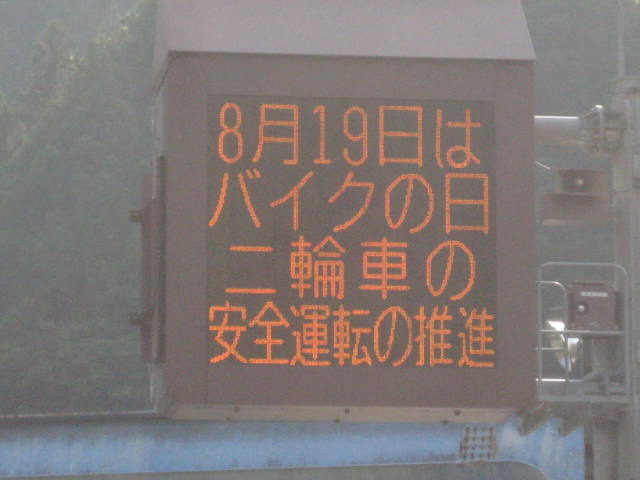 8月19日は
バイクの日
二輪車の
安全運転の推進